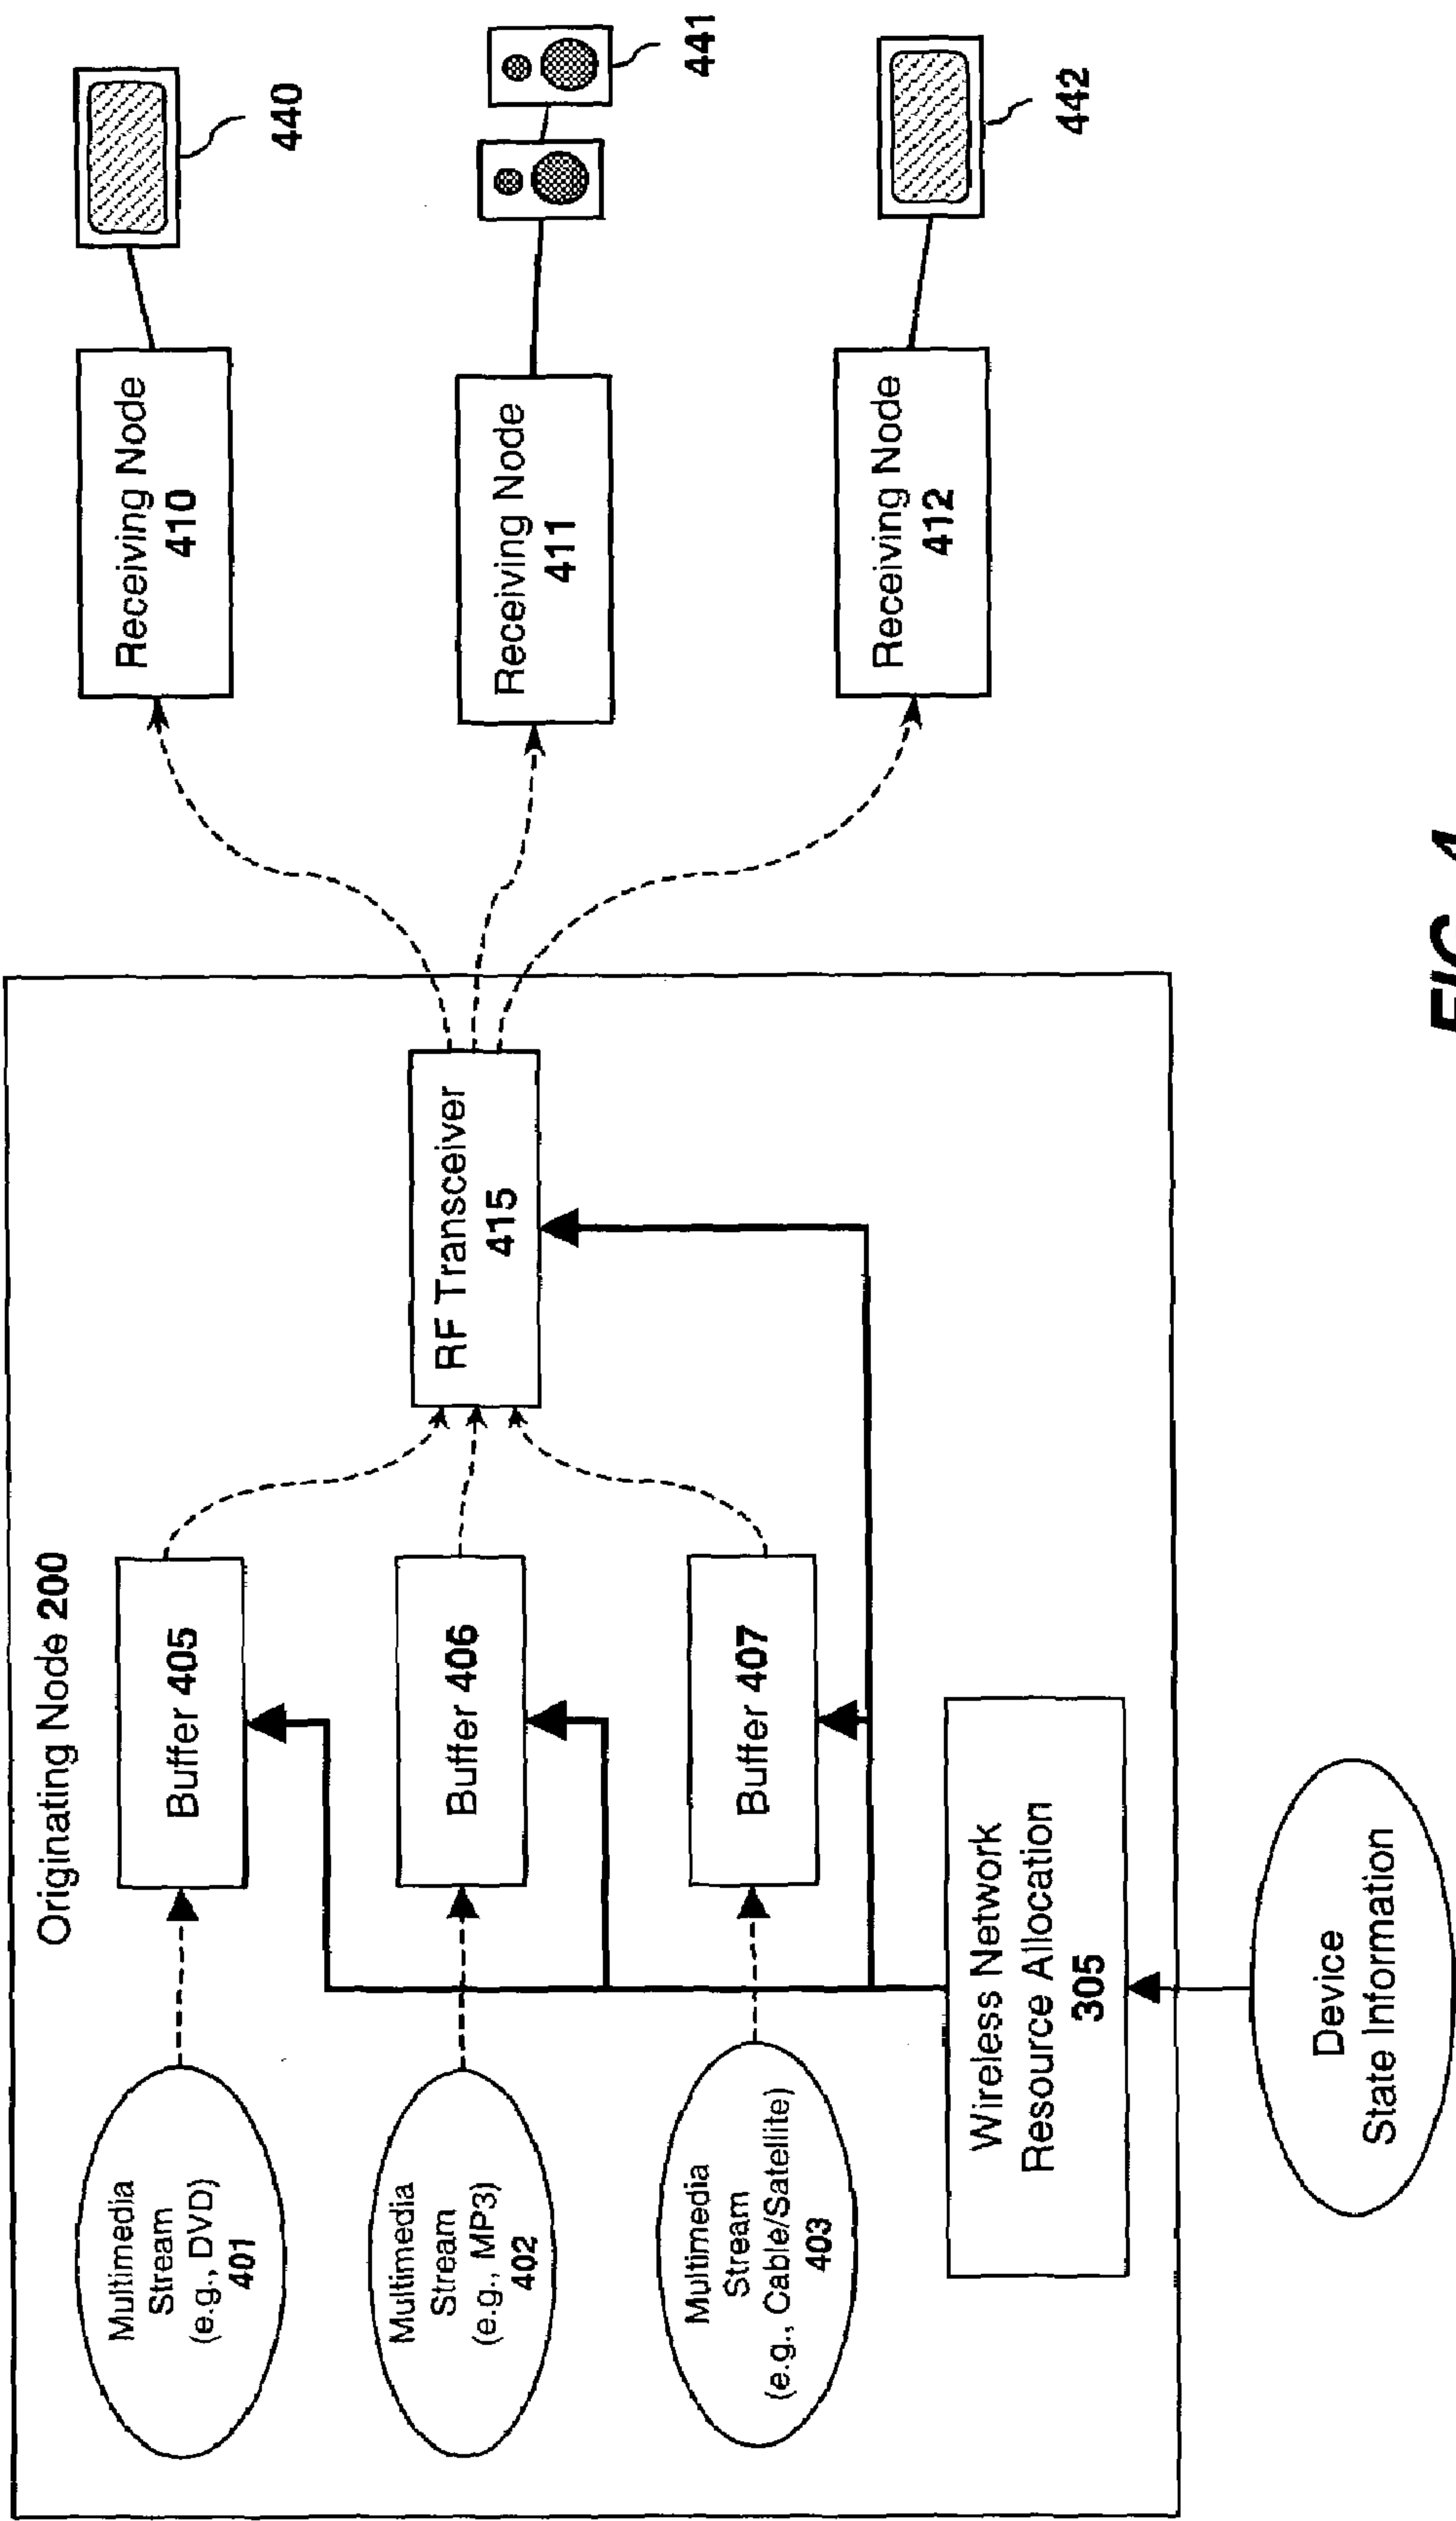 Originating Node 200
Multimedia
Stream
(e.g., DVD)
401
Buffer 405
Multimedia
Stream
(e.g., MP3)
402
Buffer 406
Multimedia
Stream
(e.g., Cable/Satellite)
403
Buffer 407
RF Transceiver
415
Wireless Network
Resource Allocation
305
Device
State Information
Receiving Node
410
440
Receiving Node
411
441
Receiving Node
412
442
FIG. 4